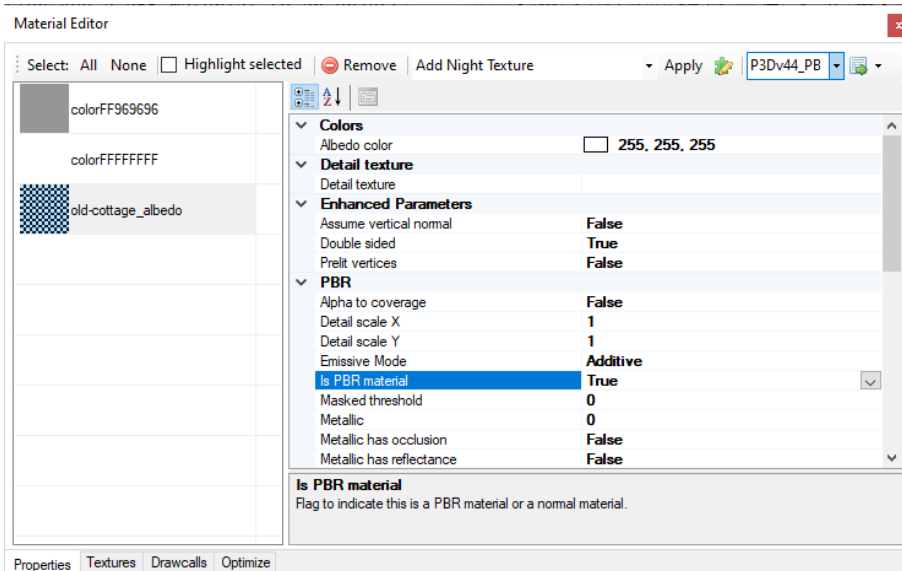 Material Editor
Select: All None Highlight selected Remove Add Night Texture Apply P3Dv44_PB
colorFF969696
colorFFFFFFFF
old-cottage_albedo
Colors
Albedo color 255, 255, 255
Detail texture
Detail texture
Enhanced Parameters
Assume vertical normal False
Double sided True
Prelit vertices False
PBR
Alpha to coverage False
Detail scale X 1
Detail scale Y 1
Emissive Mode Additive
Is PBR material True
Masked threshold 0
Metallic 0
Metallic has occlusion False
Metallic has reflectance False
Is PBR material
Flag to indicate this is a PBR material or a normal material.
Properties Textures Drawcalls Optimize